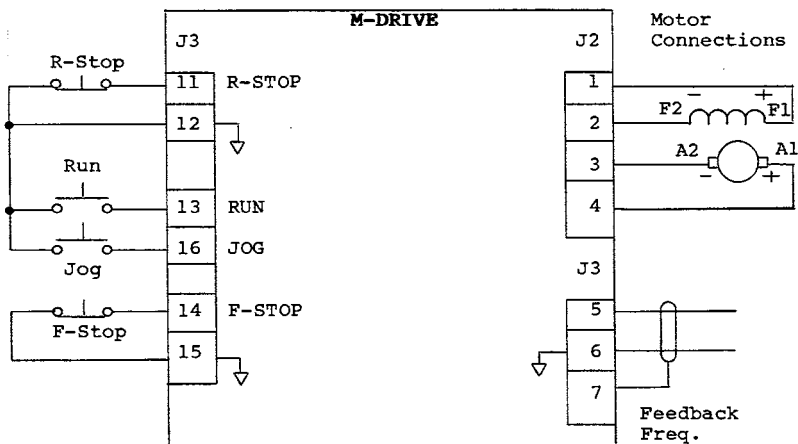 M-DRIVE
Motor
Connections
J3
J2
R-Stop
11 R-STOP
12
Run
13 RUN
16 JOG
Jog
14 F-STOP
F-Stop
15
1
- +
F2 F1
2
A2 A1
3
- +
4
J3
5
6
7
Feedback
Freq.